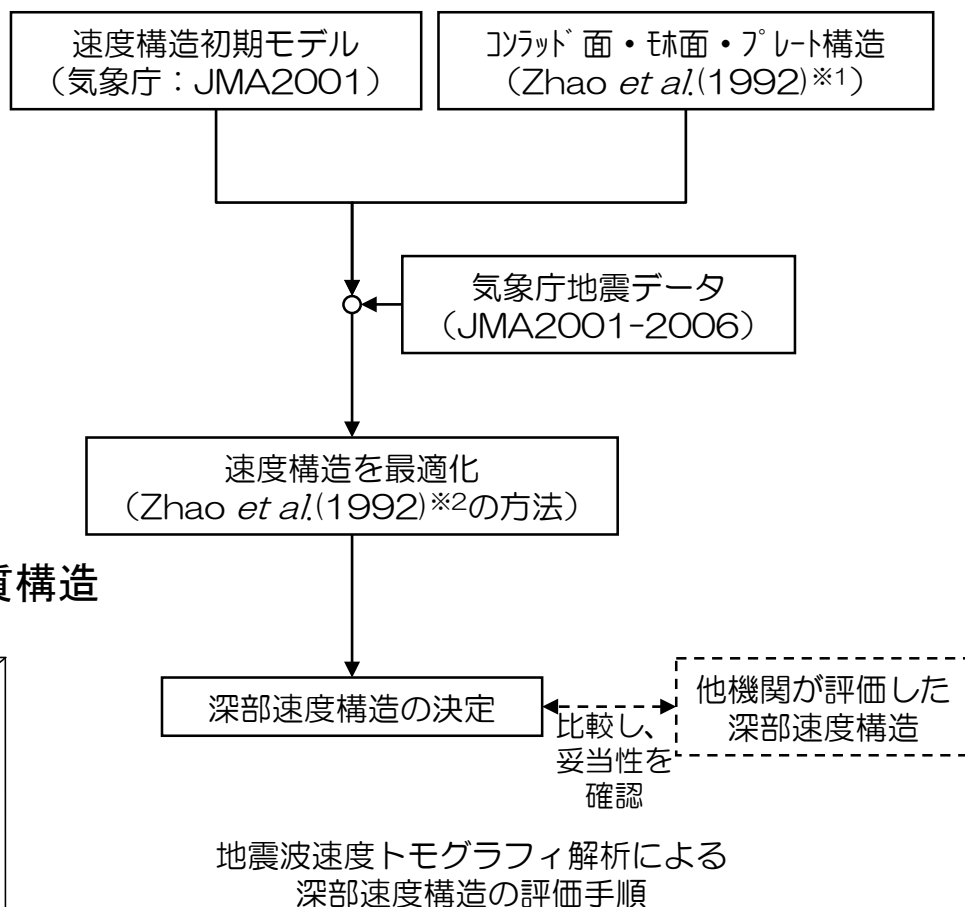 速度構造初期モデル
（気象庁：JMA2001）
ｺﾝﾗｯﾄﾞ面・ﾓﾎ面・ﾌﾟﾚｰﾄ構造
（Zhao et al.(1992)※1）
気象庁地震データ
（JMA2001-2006）
速度構造を最適化
（Zhao et al.(1992)※2の方法）
質構造
深部速度構造の決定
比較し、
妥当性を
確認
他機関が評価した
深部速度構造
地震波速度トモグラフィ解析による
深部速度構造の評価手順